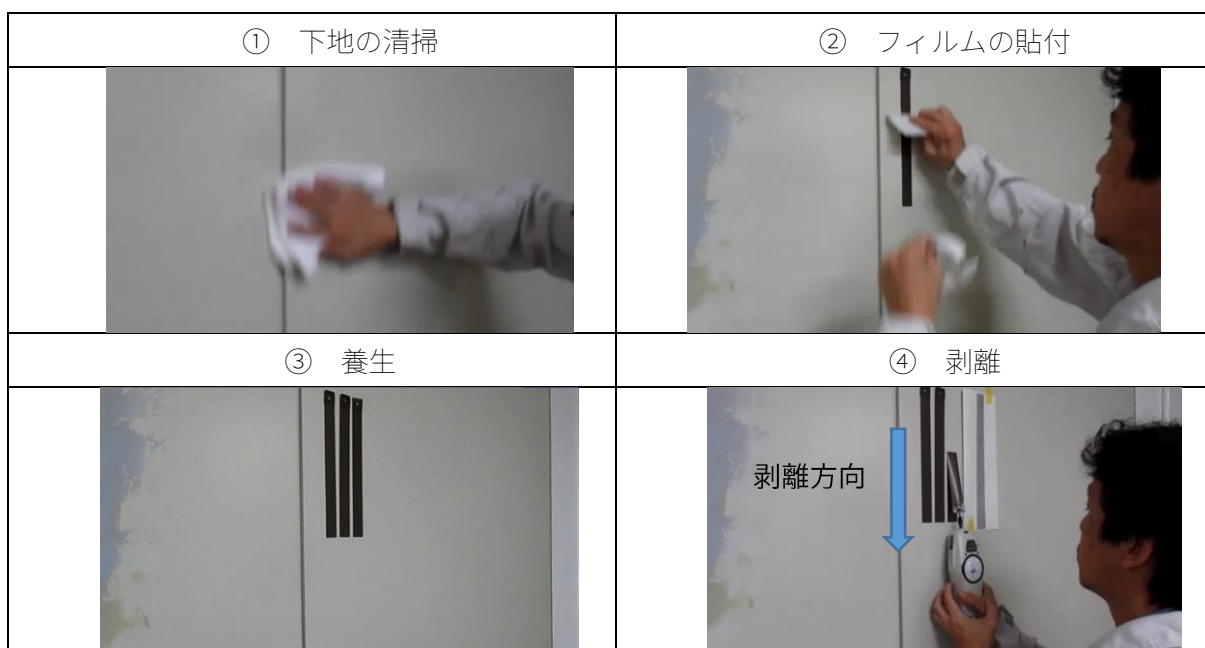 ① 下地の清掃
② フィルムの貼付
③ 養生
④ 剥離
剥離方向